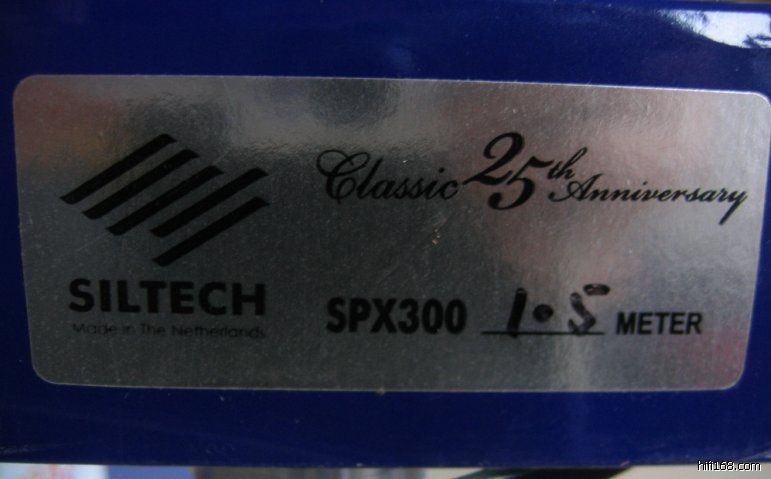 Classic 25th Anniversary
SILTECH
Made in The Netherlands
SPX300 1.5 METER
hifi168.com